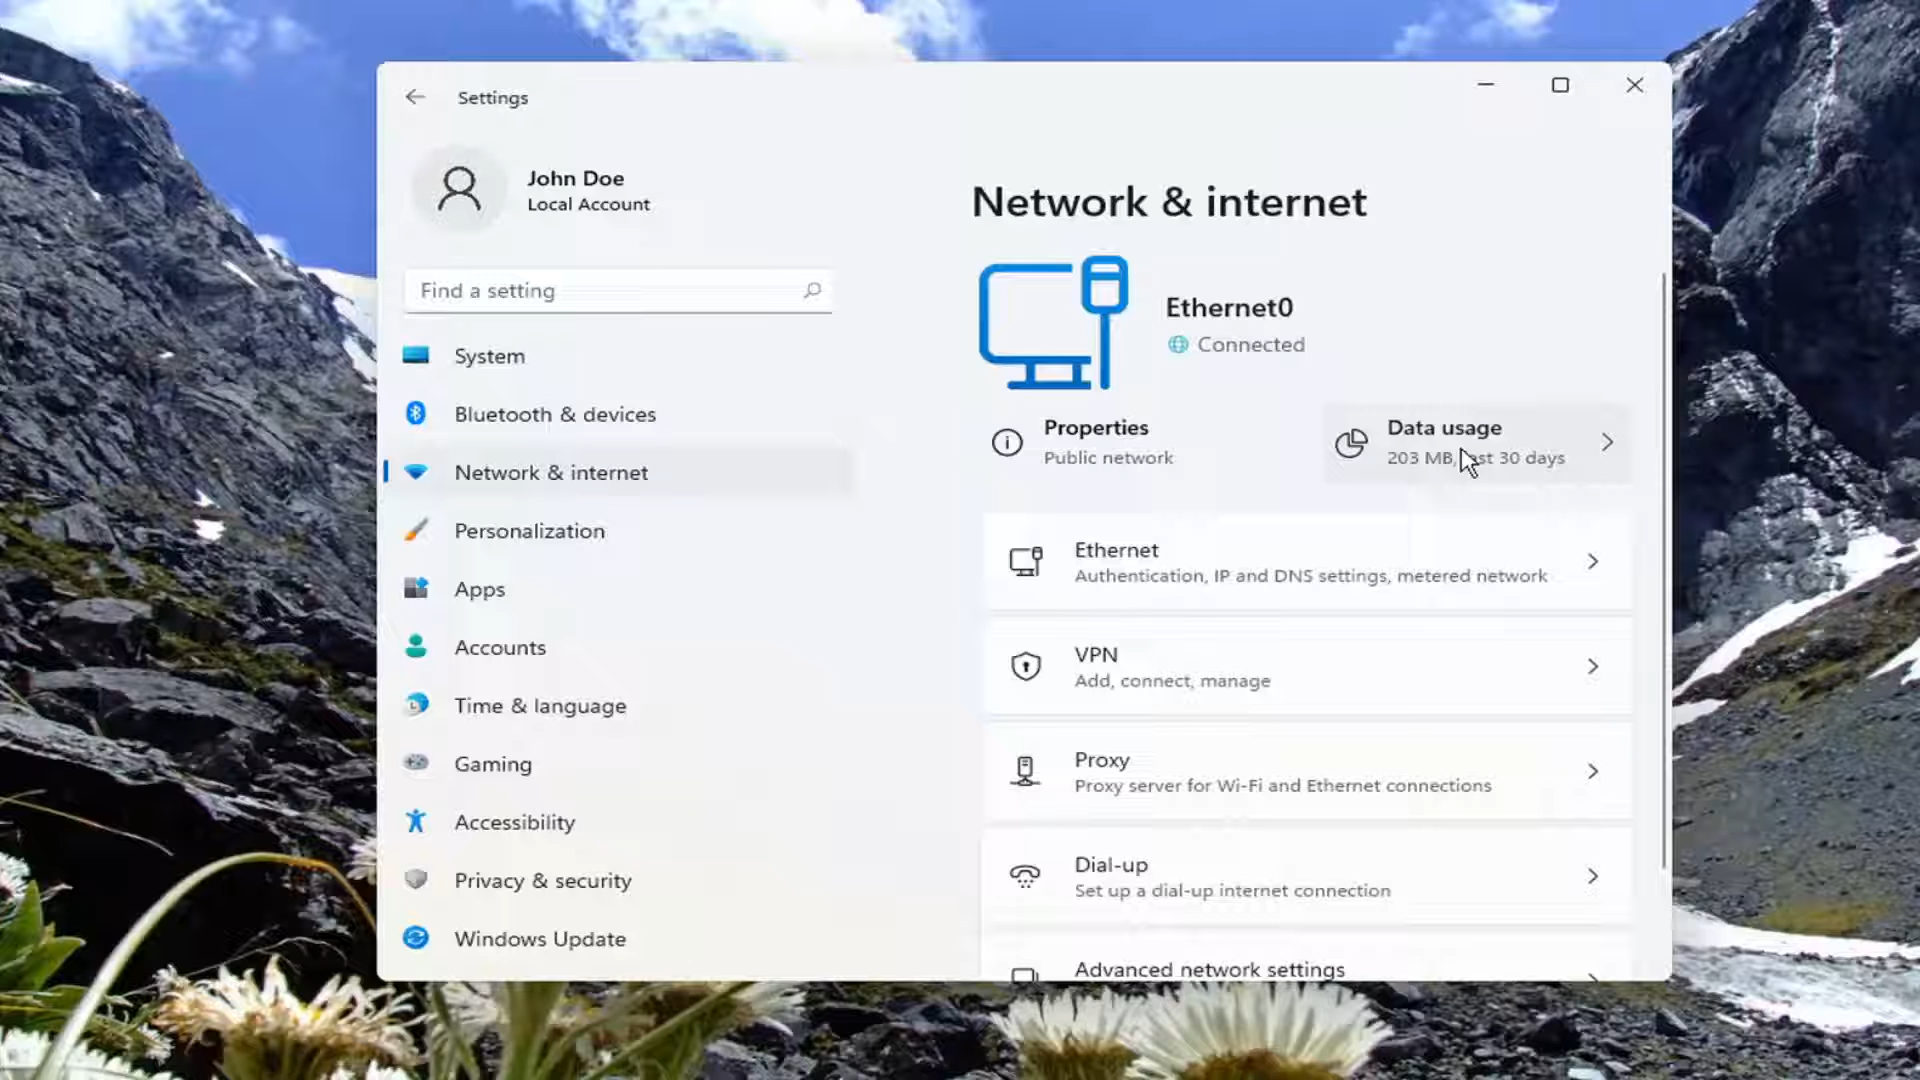 Settings
John Doe
Local Account
Find a setting
System
Bluetooth & devices
Network & internet
Personalization
Apps
Accounts
Time & language
Gaming
Accessibility
Privacy & security
Windows Update
Network & internet
Ethernet0
Connected
Properties
Public network
Data usage
203 MB, last 30 days
Ethernet
Authentication, IP and DNS settings, metered network
VPN
Add, connect, manage
Proxy
Proxy server for Wi-Fi and Ethernet connections
Dial-up
Set up a dial-up internet connection
Advanced network settings